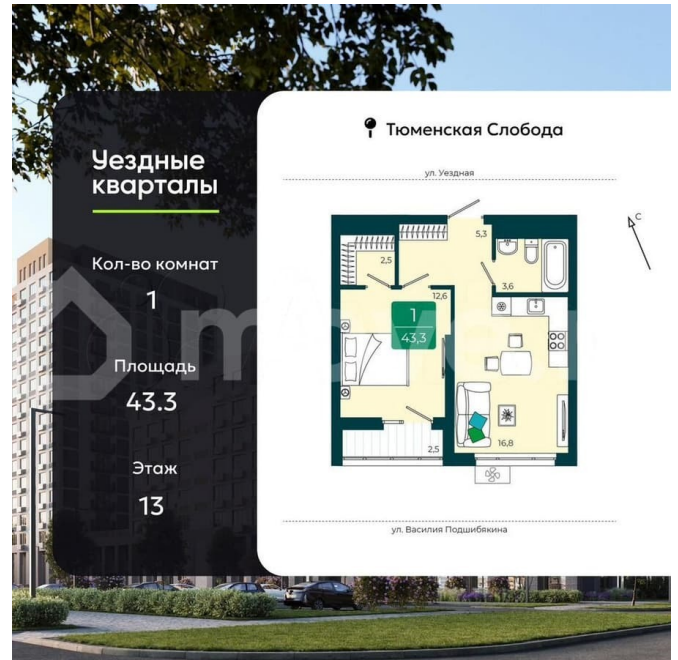 Уездные
кварталы
Кол-во комнат
1
Площадь
43.3
Этаж
13
Тюменская Слобода
ул. Уездная
С
5,3
2,5
3,6
12,6
1
43,3
16,8
2,5
ул. Василия Подшибякина